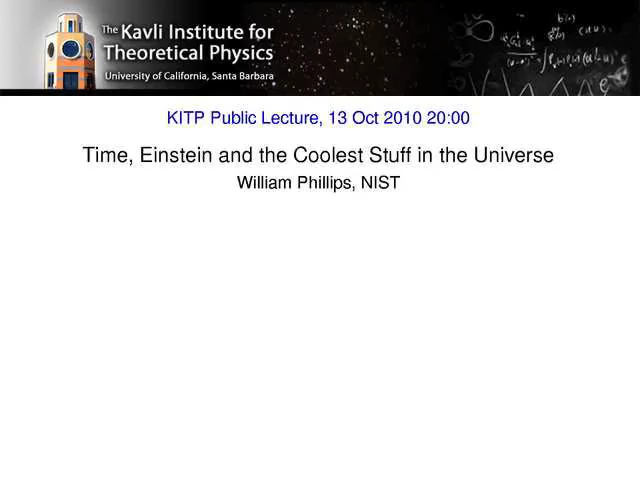 The Kavli Institute for
Theoretical Physics
University of California, Santa Barbara
KITP Public Lecture, 13 Oct 2010 20:00
Time, Einstein and the Coolest Stuff in the Universe
William Phillips, NIST